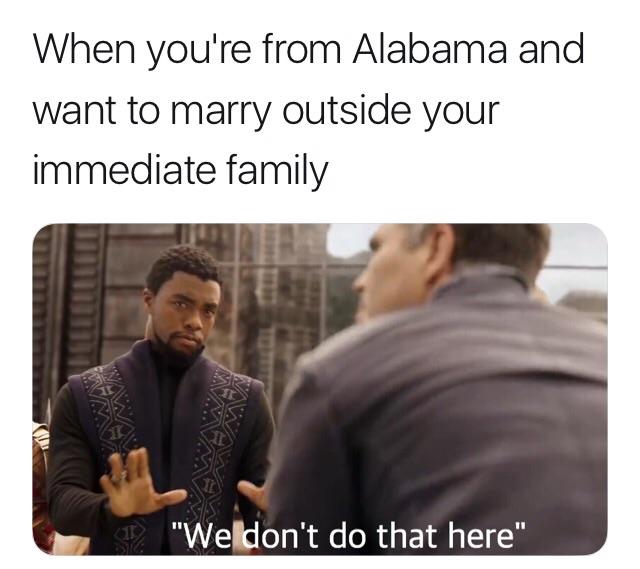 When you're from Alabama and
want to marry outside your
immediate family
"We don't do that here"